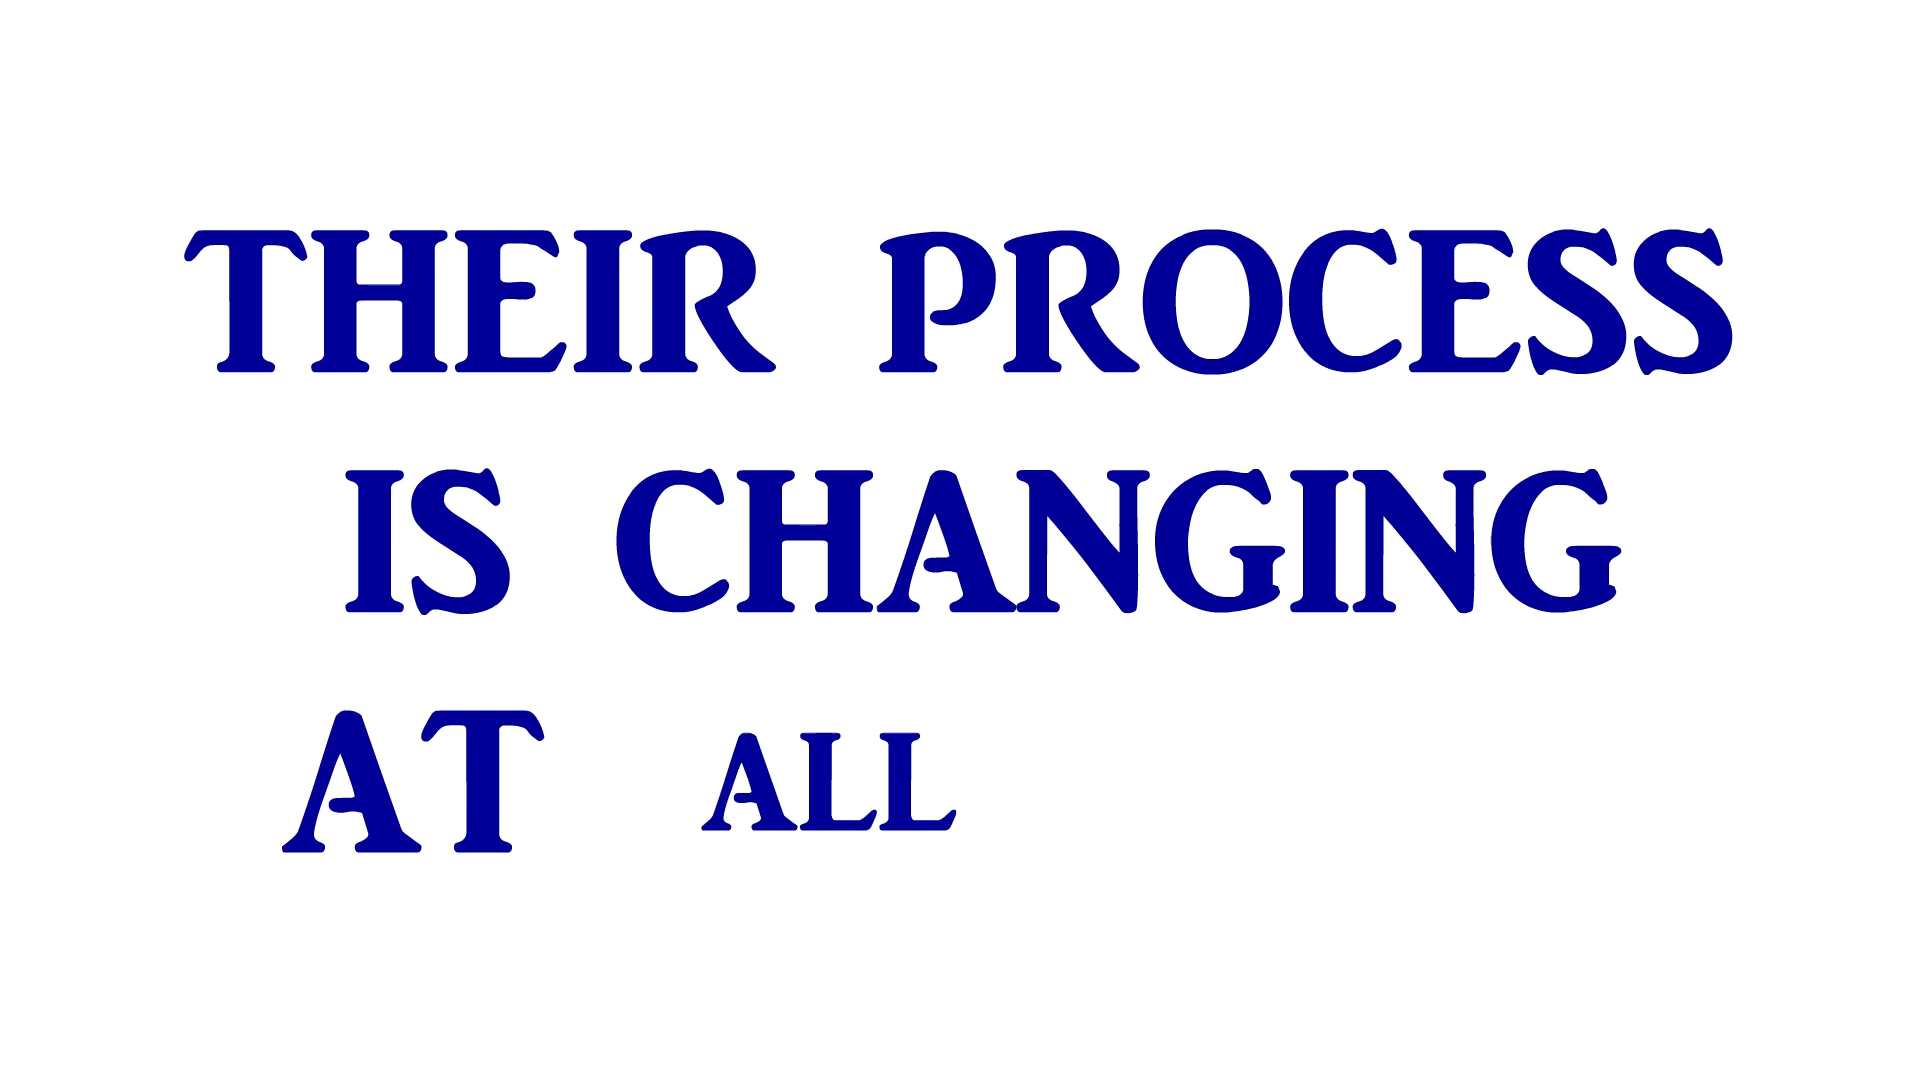 THEIR PROCESS
IS CHANGING
AT ALL